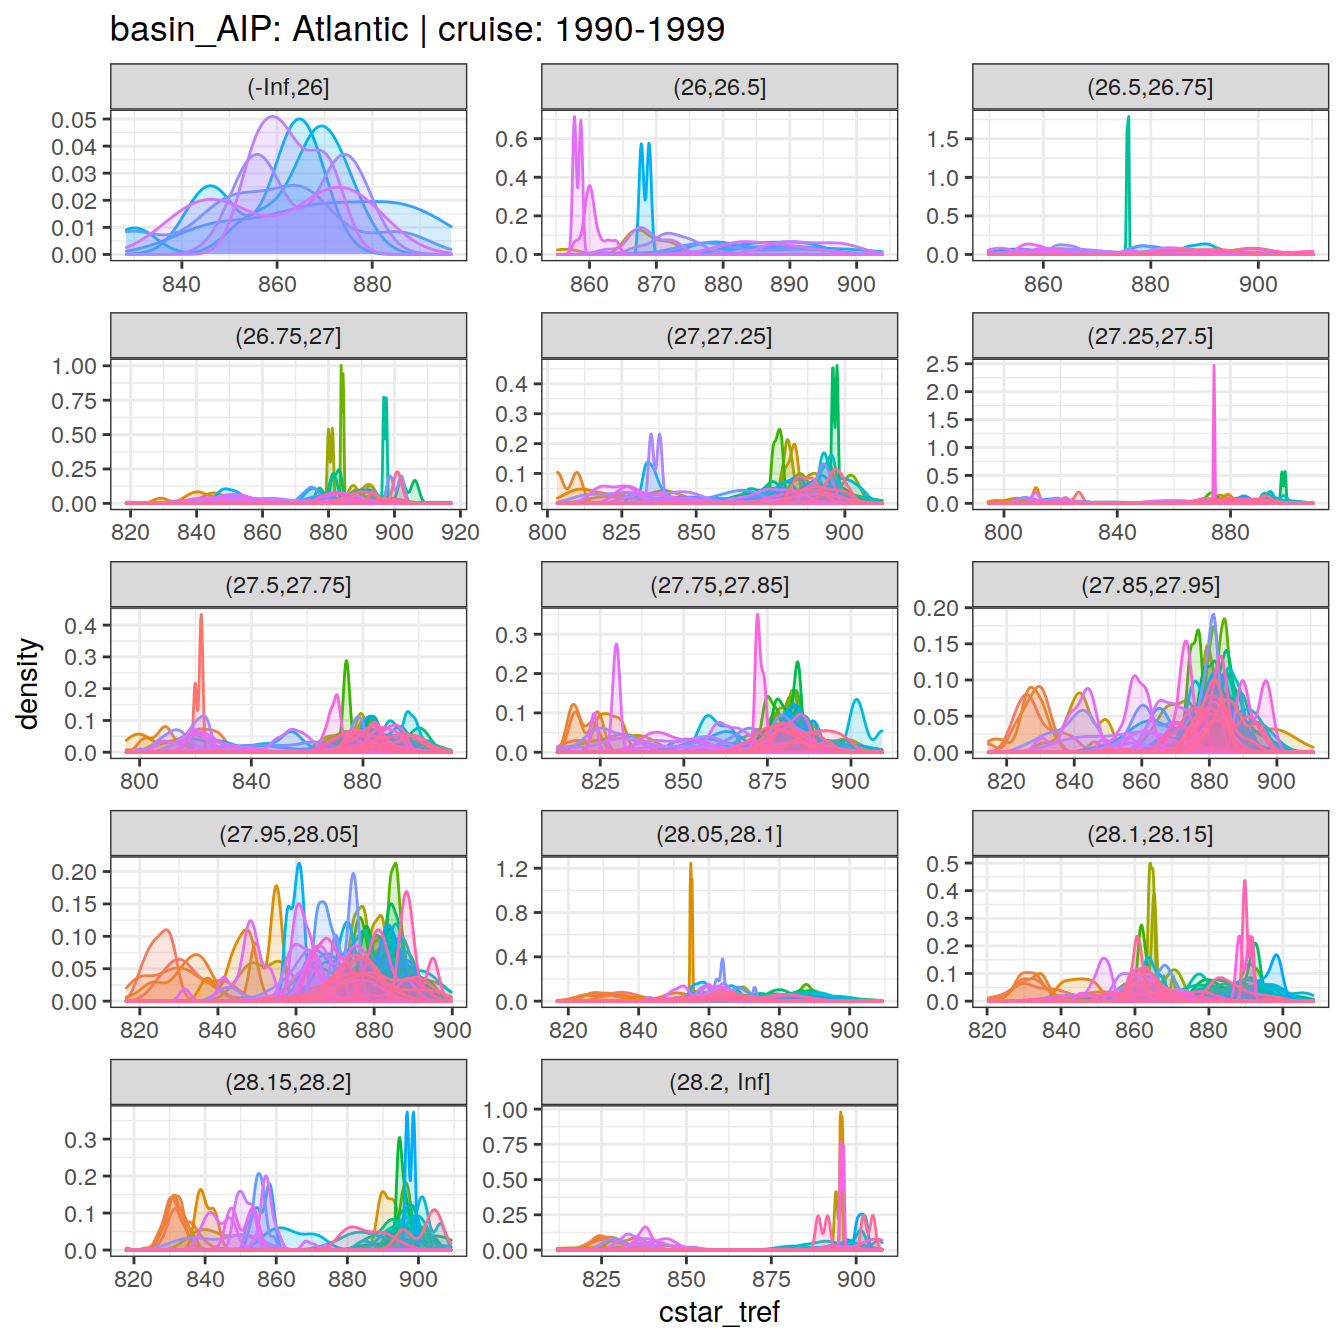 basin_AIP: Atlantic | cruise: 1990-1999
(-Inf,26] (26,26.5] (26.5,26.75]
0.05 0.04 0.03 0.02 0.01 0.00
0.6 0.4 0.2 0.0
1.5 1.0 0.5 0.0
840 860 880
860 870 880 890 900
860 880 900
(26.75,27] (27,27.25] (27.25,27.5]
1.00 0.75 0.50 0.25 0.00
0.4 0.3 0.2 0.1 0.0
2.5 2.0 1.5 1.0 0.5 0.0
820 840 860 880 900 920
800 825 850 875 900
800 840 880
(27.5,27.75] (27.75,27.85] (27.85,27.95]
0.4 0.3 0.2 0.1 0.0
0.3 0.2 0.1 0.0
0.20 0.15 0.10 0.05 0.00
800 840 880
825 850 875 900
820 840 860 880 900
density
(27.95,28.05] (28.05,28.1] (28.1,28.15]
0.20 0.15 0.10 0.05 0.00
1.2 0.8 0.4 0.0
0.5 0.4 0.3 0.2 0.1 0.0
820 840 860 880 900
820 840 860 880 900
820 840 860 880 900
(28.15,28.2] (28.2, Inf]
0.3 0.2 0.1 0.0
1.00 0.75 0.50 0.25 0.00
820 840 860 880 900
825 850 875 900
cstar_tref